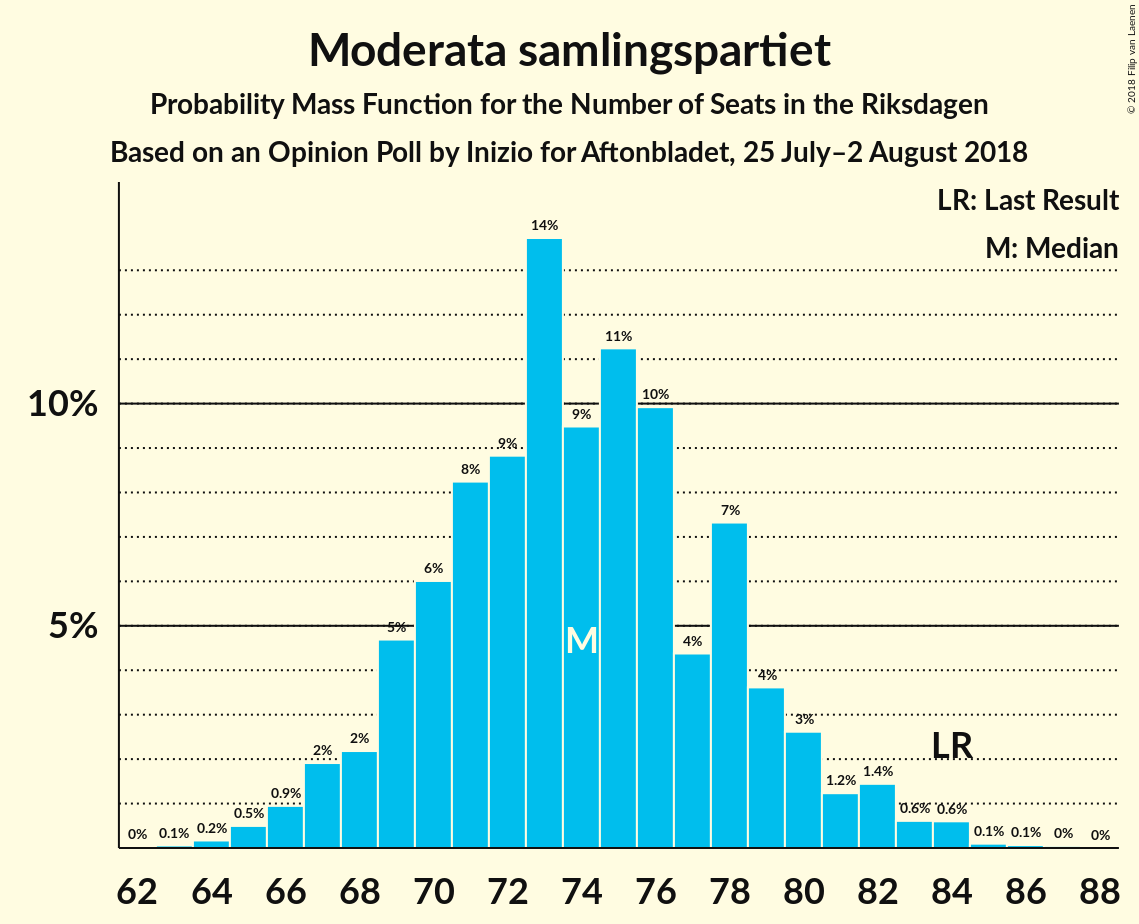 Moderata samlingspartiet
Probability Mass Function for the Number of Seats in the Riksdagen
Based on an Opinion Poll by Inizio for Aftonbladet, 25 July–2 August 2018
© 2018 Filip van Laenen
LR: Last Result
M: Median
10%
5%
0% 0.1% 0.2% 0.5% 0.9% 2% 2% 5% 6% 8% 9% 14% 9% 11% 10% 4% 7% 4% 3% 1.2% 1.4% 0.6% 0.6% 0.1% 0.1% 0% 0%
M
LR
62 64 66 68 70 72 74 76 78 80 82 84 86 88